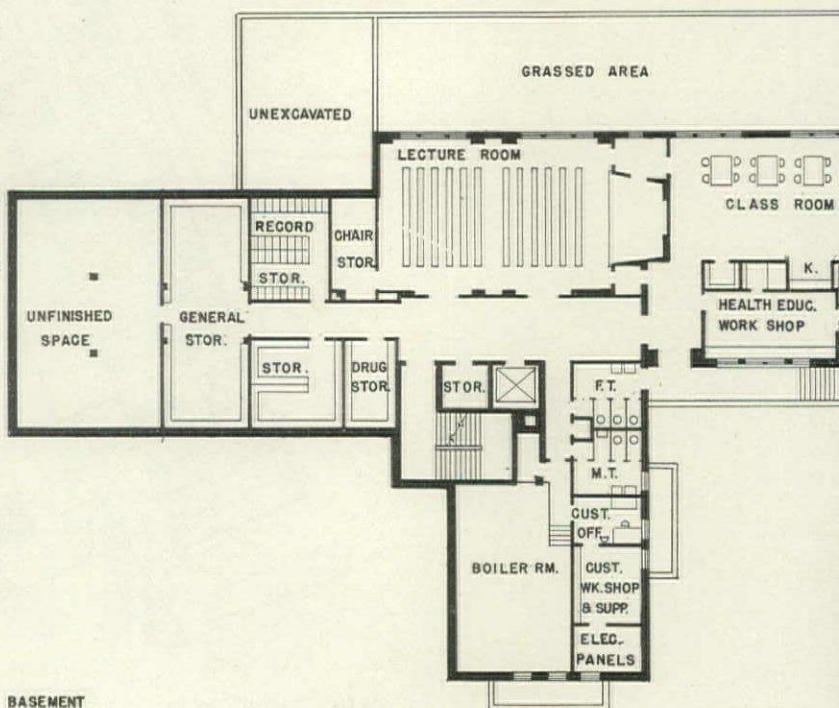 GRASSED AREA
UNEXCAVATED
LECTURE ROOM
CLASS ROOM
RECORD
STOR.
CHAIR
STOR.
K.
UNFINISHED
SPACE
GENERAL
STOR.
HEALTH EDUC.
WORK SHOP
STOR.
DRUG
STOR.
STOR.
F.T.
M.T.
CUST.
OFF.
BOILER RM.
CUST.
WK. SHOP
& SUPP.
ELEC.
PANELS
BASEMENT